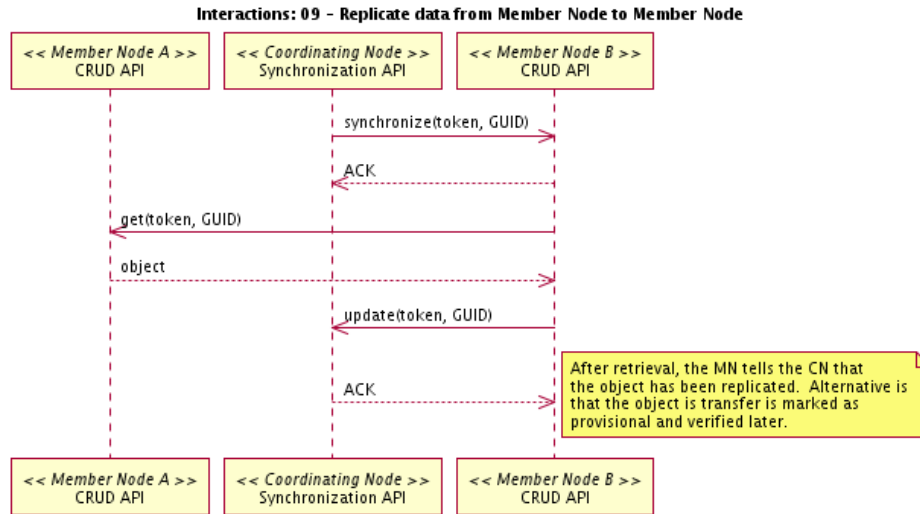 Interactions: 09 - Replicate data from Member Node to Member Node
<< Member Node A >>
CRUD API
<< Coordinating Node >>
Synchronization API
<< Member Node B >>
CRUD API
synchronize(token, GUID)
ACK
get(token, GUID)
object
update(token, GUID)
ACK
After retrieval, the MN tells the CN that
the object has been replicated. Alternative is
that the object is transfer is marked as
provisional and verified later.
<< Member Node A >>
CRUD API
<< Coordinating Node >>
Synchronization API
<< Member Node B >>
CRUD API